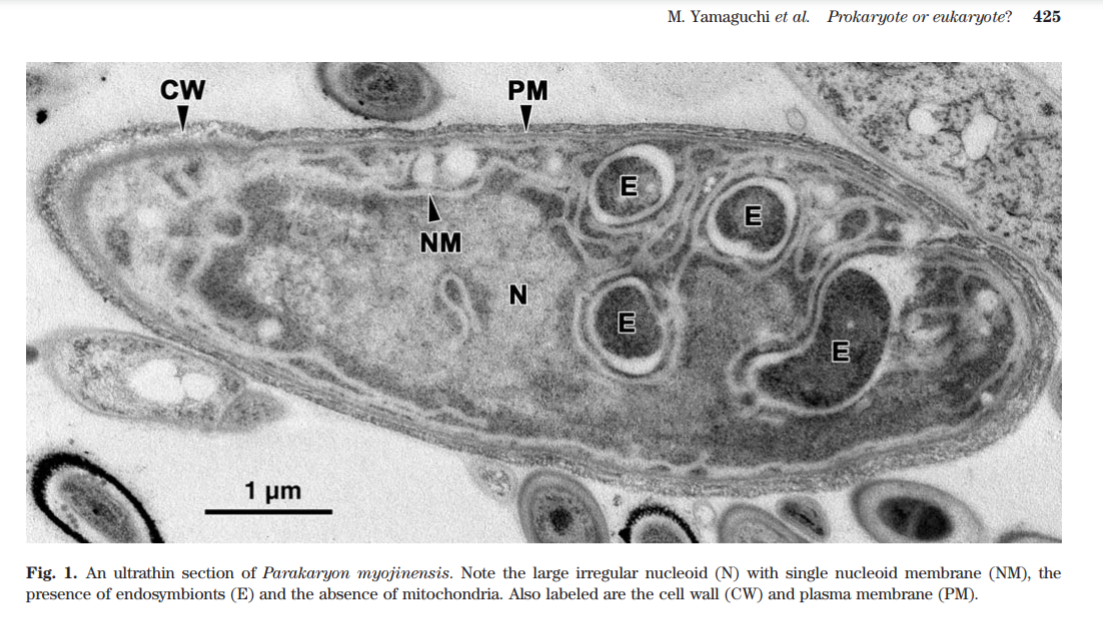 M. Yamaguchi et al. Prokaryote or eukaryote? 425
CW
PM
E
E
NM
N
E
E
1 μm
Fig. 1. An ultrathin section of Parakaryon myojinensis. Note the large irregular nucleoid (N) with single nucleoid membrane (NM), the
presence of endosymbionts (E) and the absence of mitochondria. Also labeled are the cell wall (CW) and plasma membrane (PM).